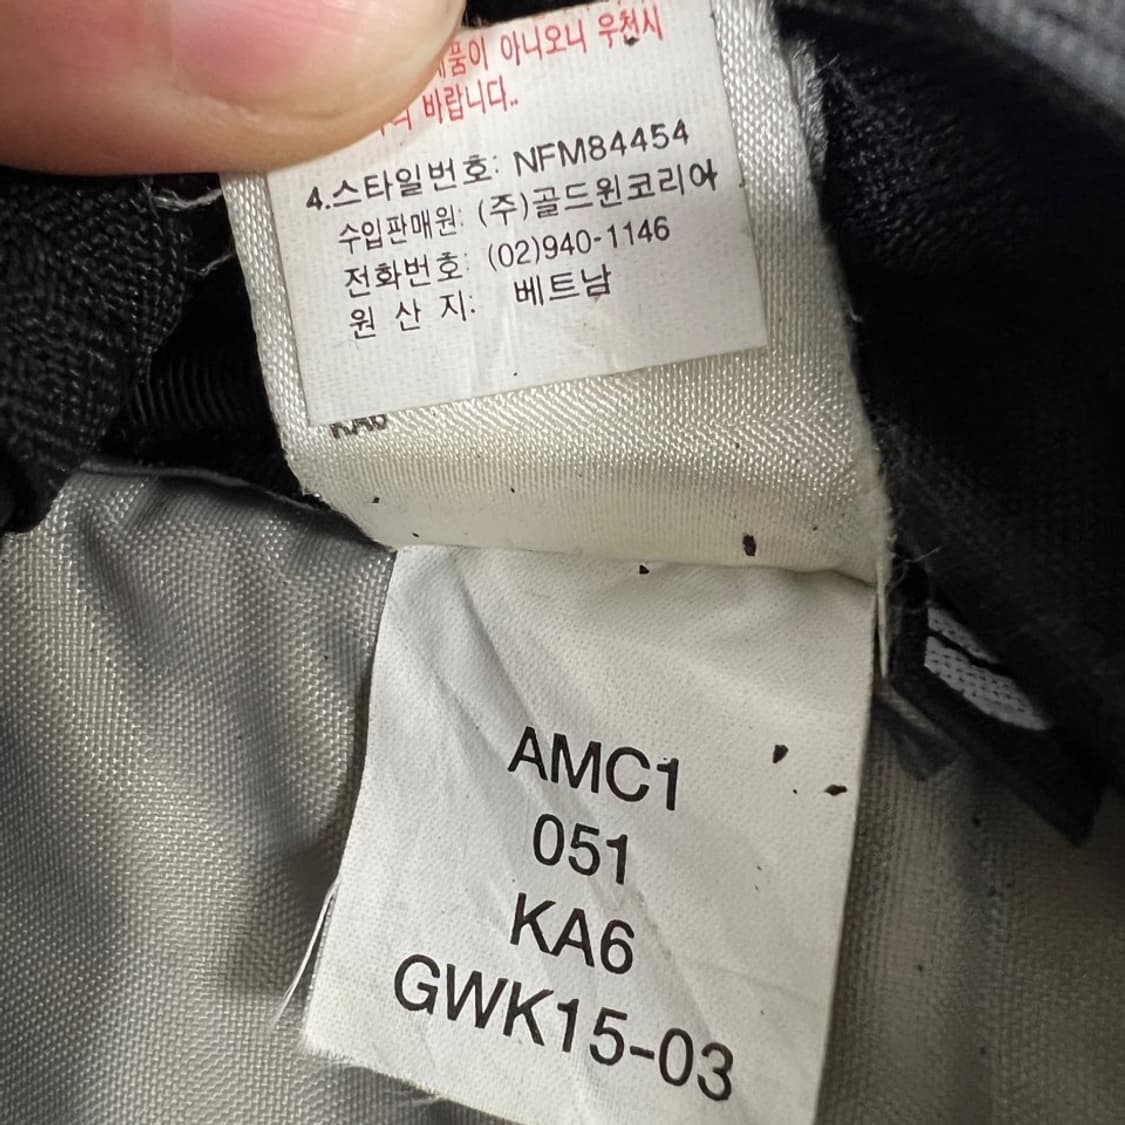 품이 아니오니 우천시
바랍니다..
4.스타일번호: NFM84454
수입판매원: (주)골드윈코리아
전화번호: (02)940-1146
원 산 지: 베트남
AMC1
051
KA6
GWK15-03